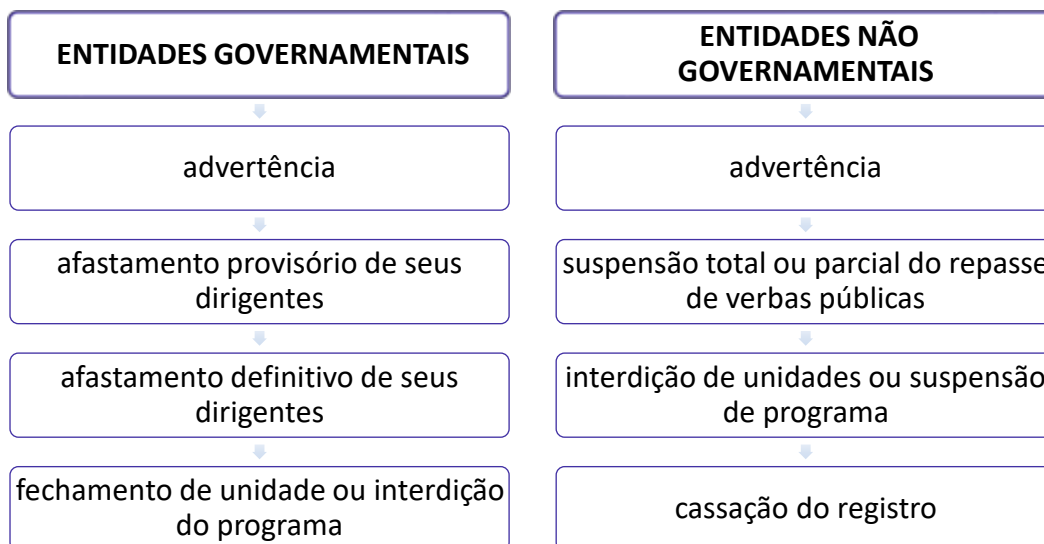 ENTIDADES GOVERNAMENTAIS
advertência
afastamento provisório de seus
dirigentes
afastamento definitivo de seus
dirigentes
fechamento de unidade ou interdição
do programa
ENTIDADES NÃO
GOVERNAMENTAIS
advertência
suspensão total ou parcial do repasse
de verbas públicas
interdição de unidades ou suspensão
de programa
cassação do registro